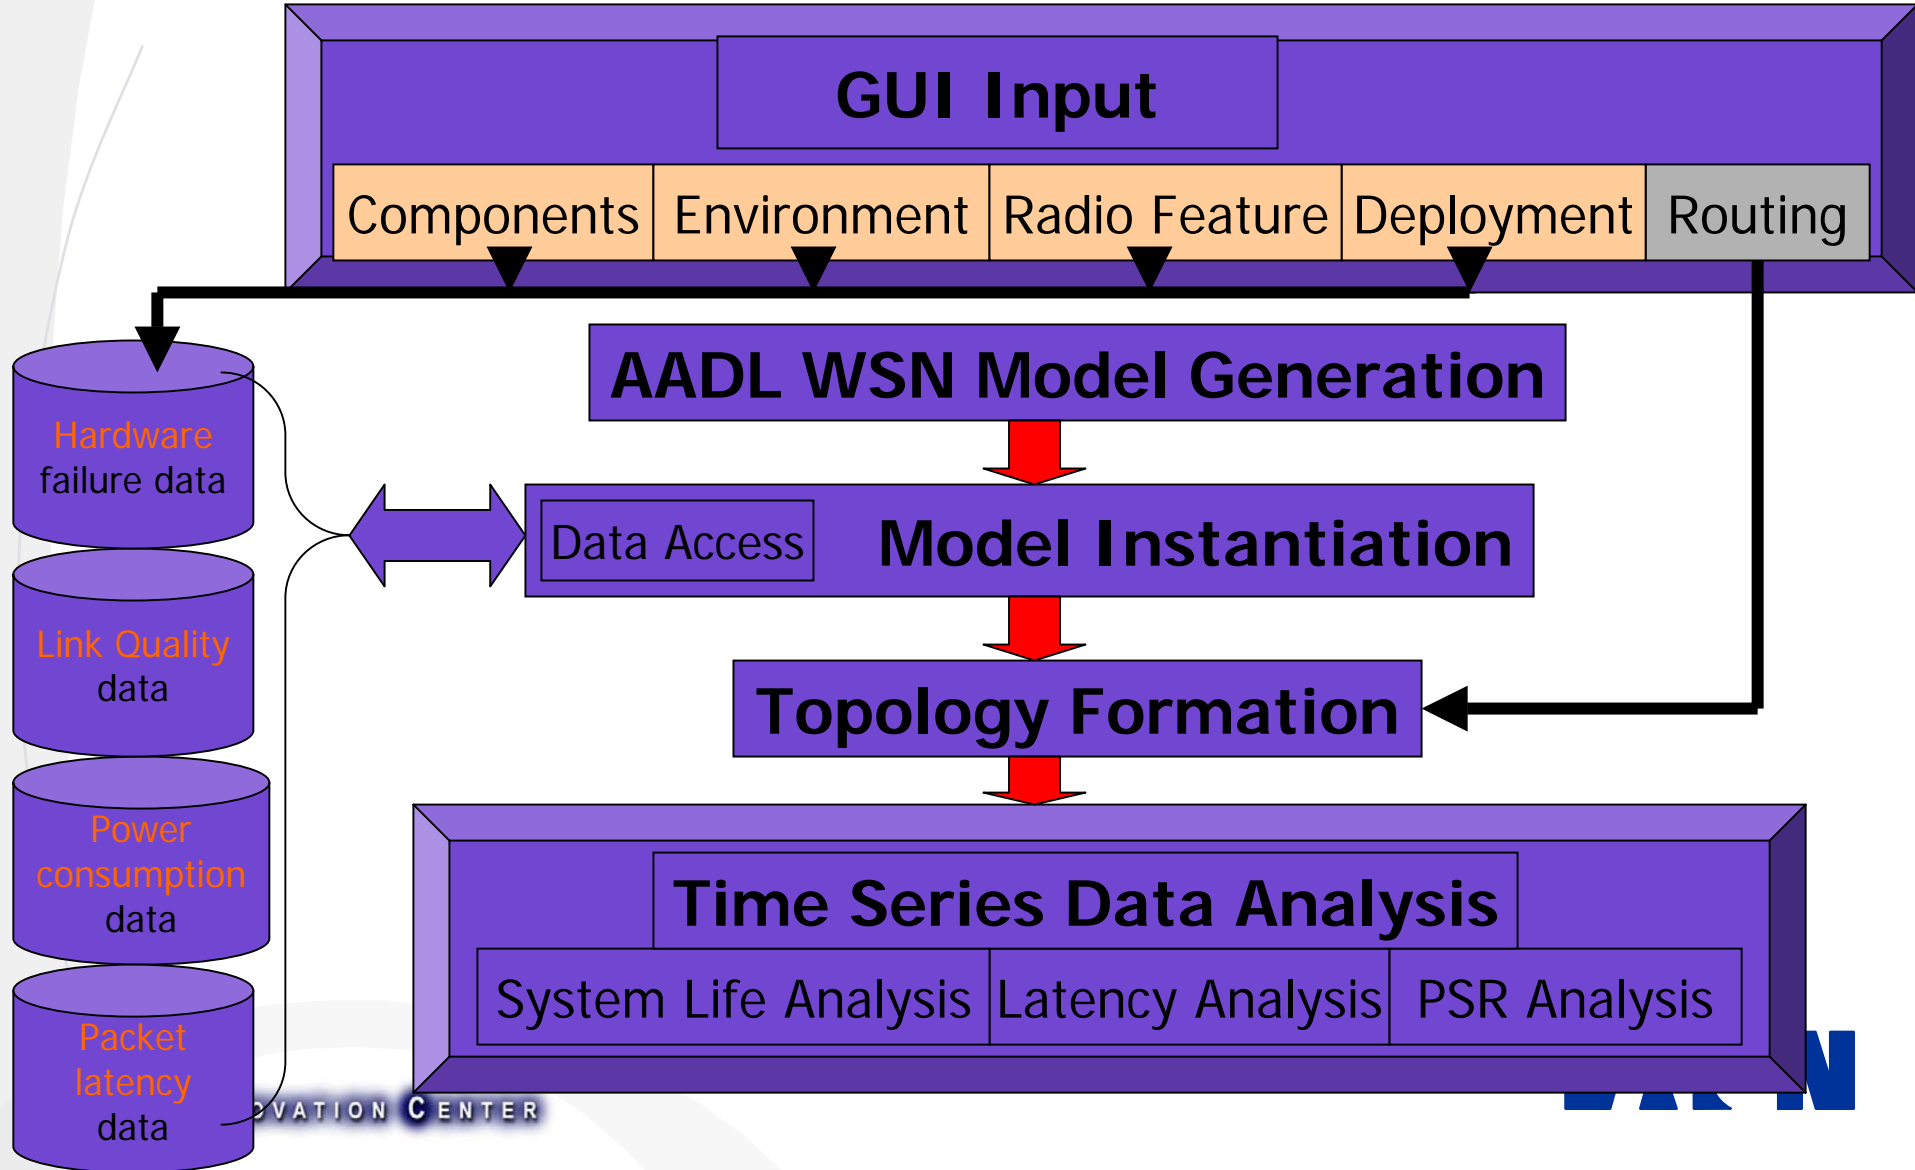 GUI Input
Components Environment Radio Feature Deployment Routing
AADL WSN Model Generation
Hardware
failure data
Data Access Model Instantiation
Link Quality
data
Topology Formation
Power
consumption
data
Time Series Data Analysis
System Life Analysis Latency Analysis PSR Analysis
Packet
latency
data
CENTER